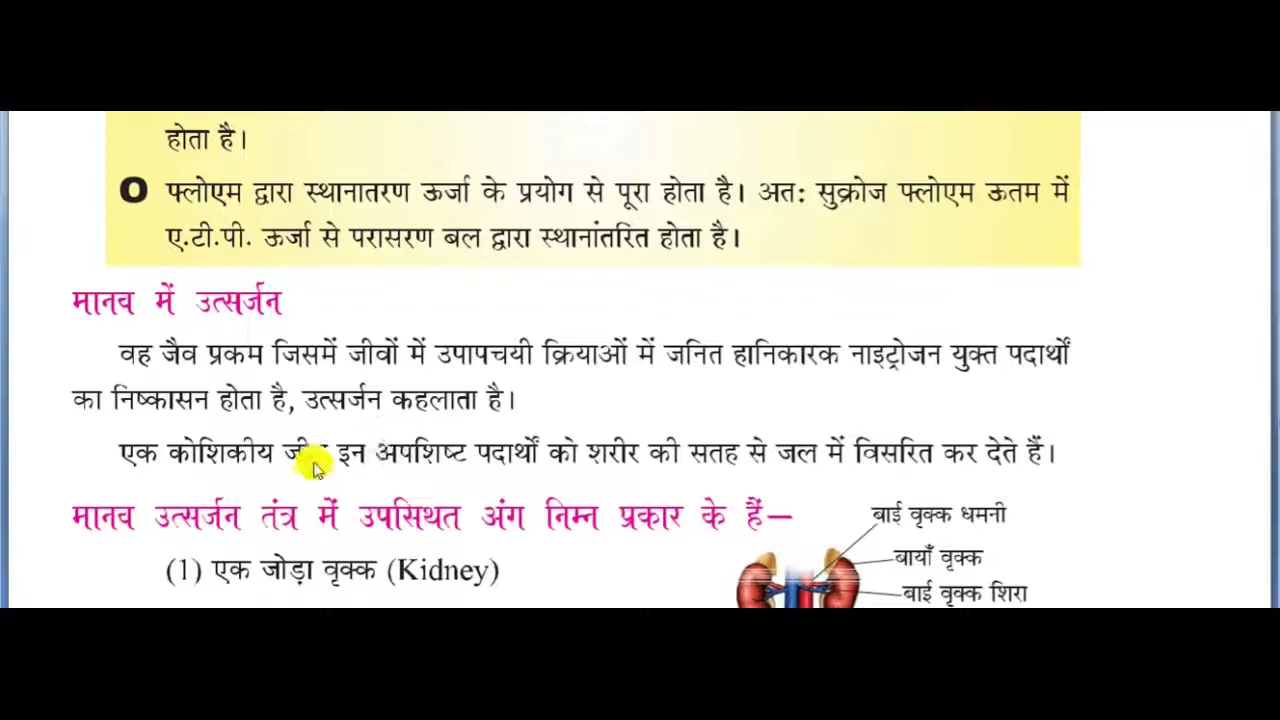 होता है।
O फ्लोएम द्वारा स्थानातरण ऊर्जा के प्रयोग से पूरा होता है। अतः सुक्रोज फ्लोएम ऊतम में
ए.टी.पी. ऊर्जा से परासरण बल द्वारा स्थानांतरित होता है।
मानव में उत्सर्जन
वह जैव प्रकम जिसमें जीवों में उपापचयी क्रियाओं में जनित हानिकारक नाइट्रोजन युक्त पदार्थों
का निष्कासन होता है, उत्सर्जन कहलाता है।
एक कोशिकीय इन अपशिष्ट पदार्थों को शरीर की सतह से जल में विसरित कर देते हैं।
मानव उत्सर्जन तंत्र में उपसिथत अंग निम्न प्रकार के हैं–
बाई वृक्क धमनी
बायाँ वृक्क
(1) एक जोड़ा वृक्क (Kidney)
बाई वृक्क शिरा